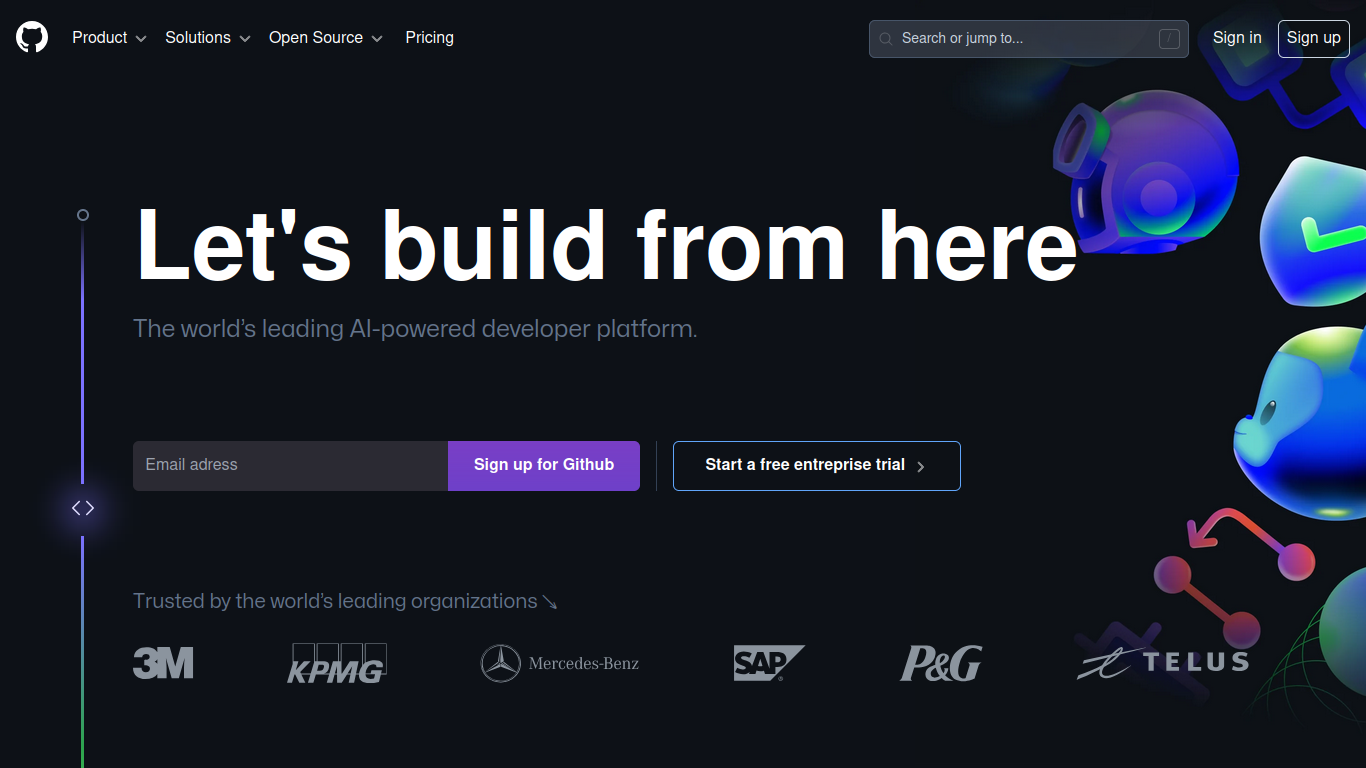 Product Solutions Open Source Pricing Search or jump to... / Sign in Sign up
Let's build from here
The world’s leading AI-powered developer platform.
Email adress Sign up for Github Start a free entreprise trial
Trusted by the world’s leading organizations
3M KPMG Mercedes-Benz SAP P&G TELUS